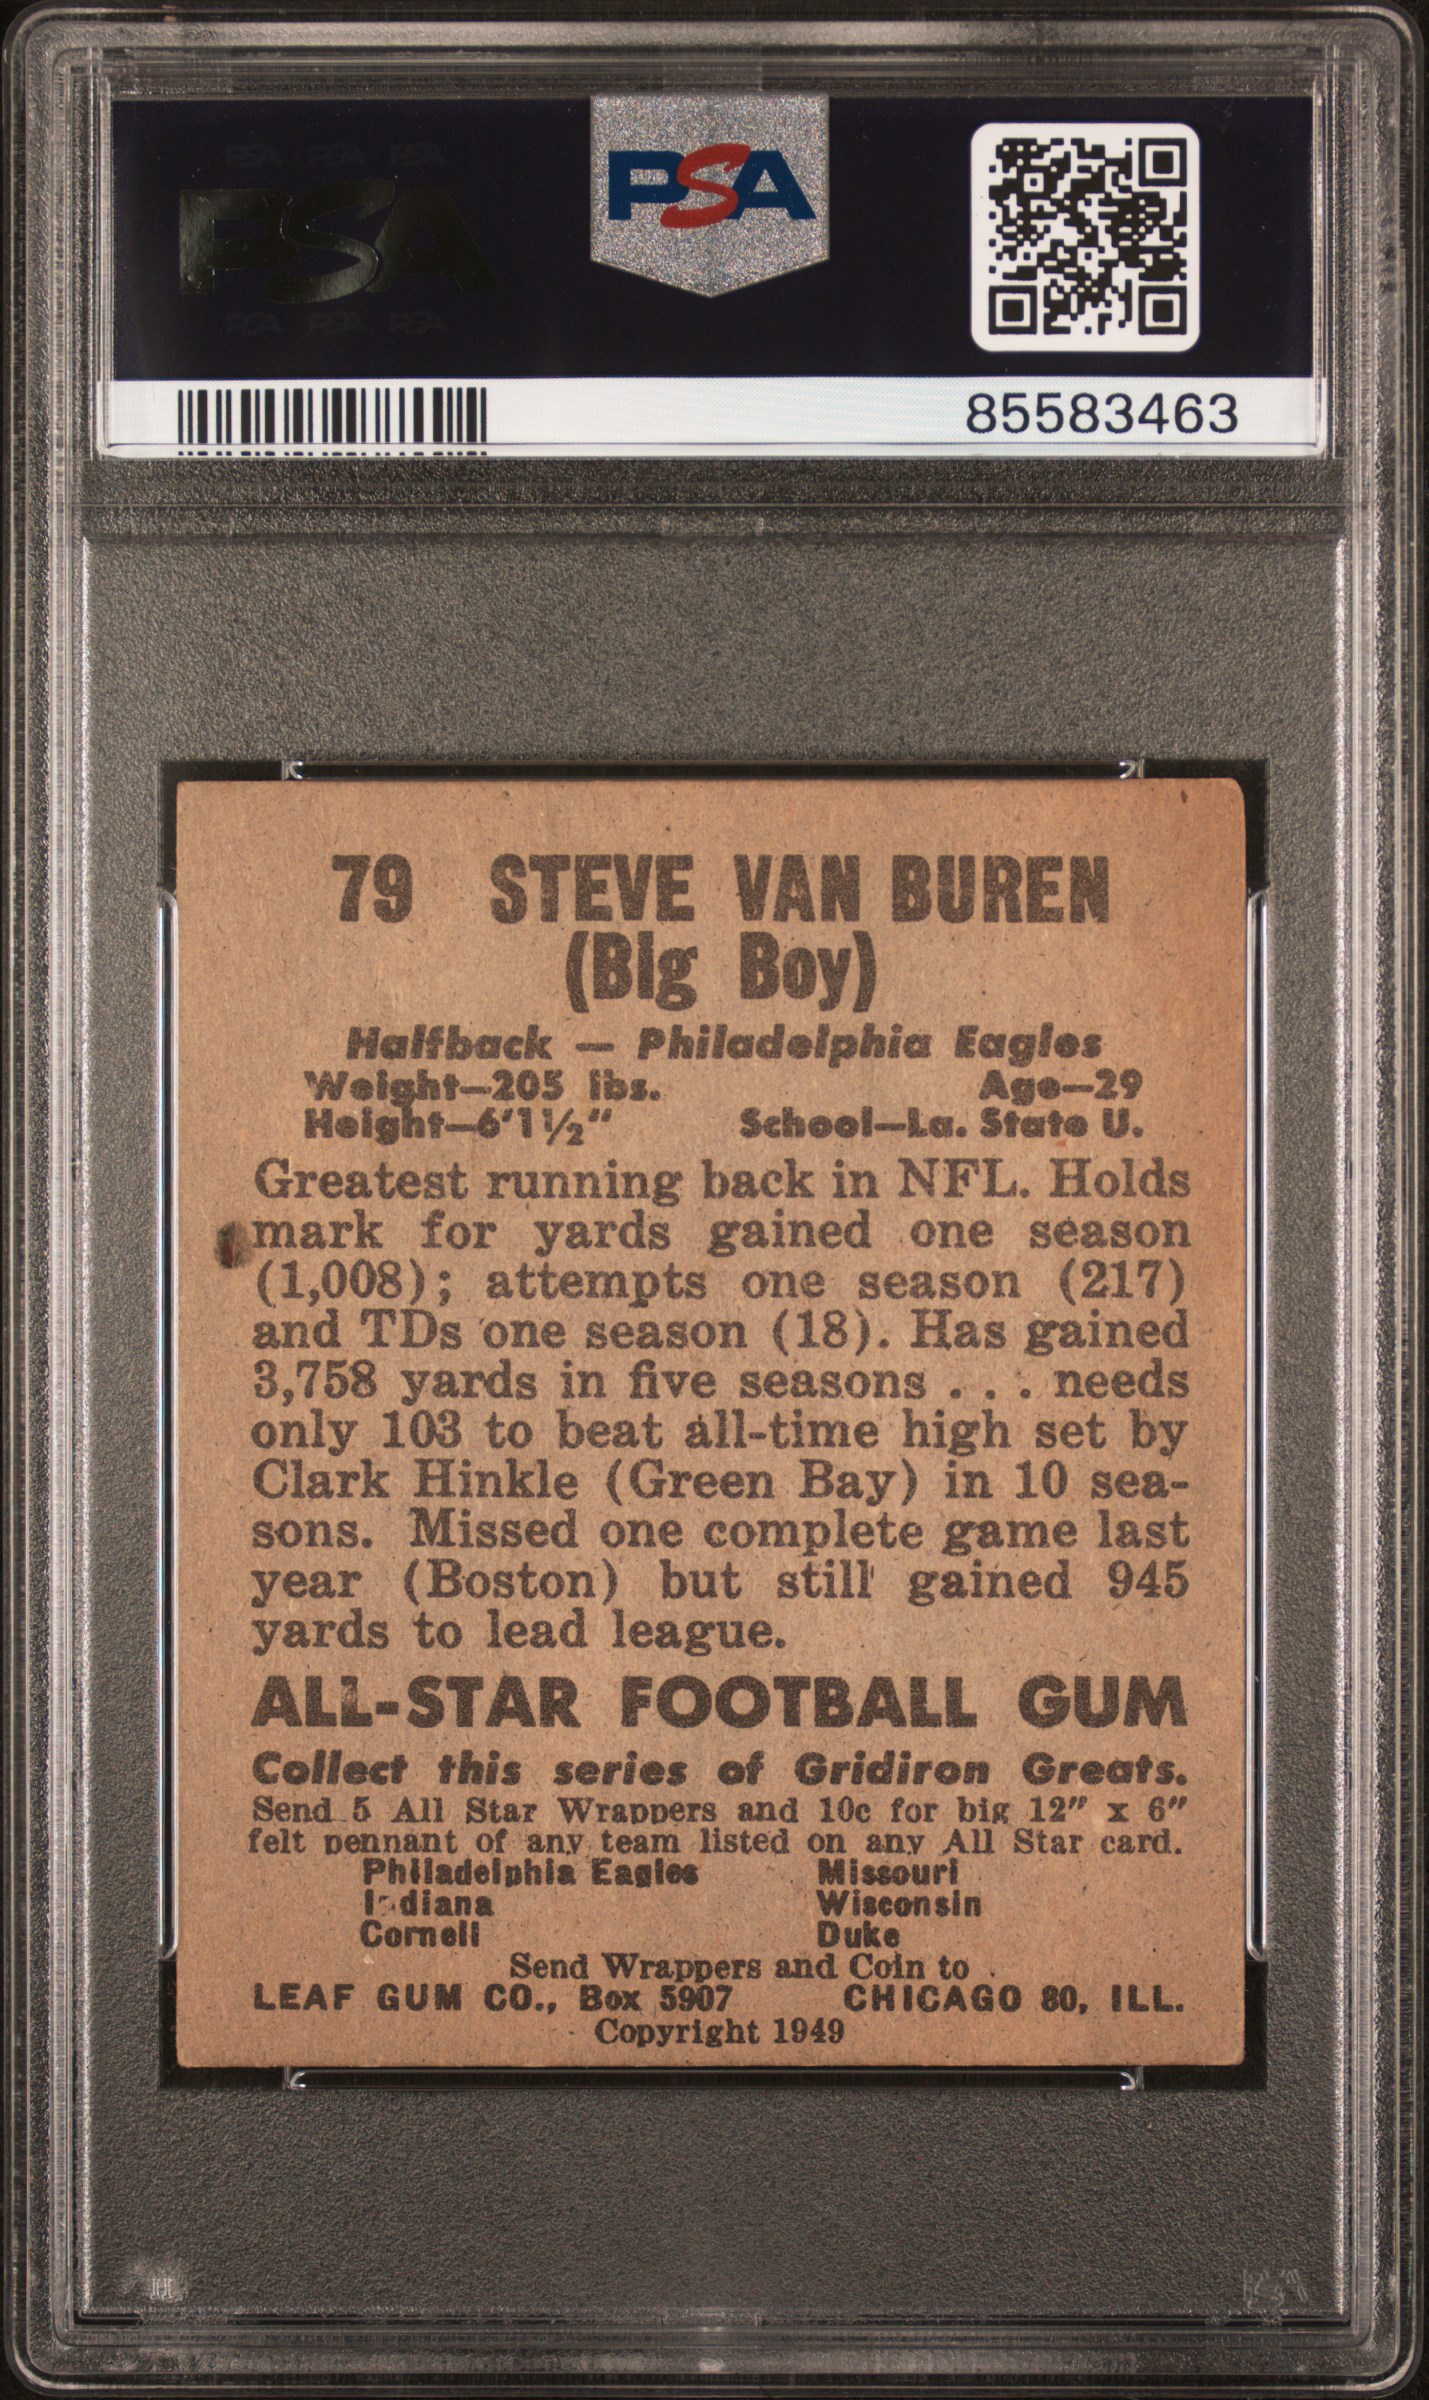 PSA
85583463
79 STEVE VAN BUREN
(Big Boy)
Halfback — Philadelphia Eagles
Weight—205 lbs. Age—29
Height—6'1½" School—La. State U.
Greatest running back in NFL. Holds
mark for yards gained one season
(1,008); attempts one season (217)
and TDs one season (18). Has gained
3,758 yards in five seasons . . . needs
only 103 to beat all-time high set by
Clark Hinkle (Green Bay) in 10 sea-
sons. Missed one complete game last
year (Boston) but still gained 945
yards to lead league.
ALL-STAR FOOTBALL GUM
Collect this series of Gridiron Greats.
Send 5 All Star Wrappers and 10c for big 12" x 6"
felt pennant of any team listed on any All Star card.
Philadelphia Eagles Missouri
Indiana Wisconsin
Cornell Duke
Send Wrappers and Coin to
LEAF GUM CO., Box 5907 CHICAGO 80, ILL.
Copyright 1949